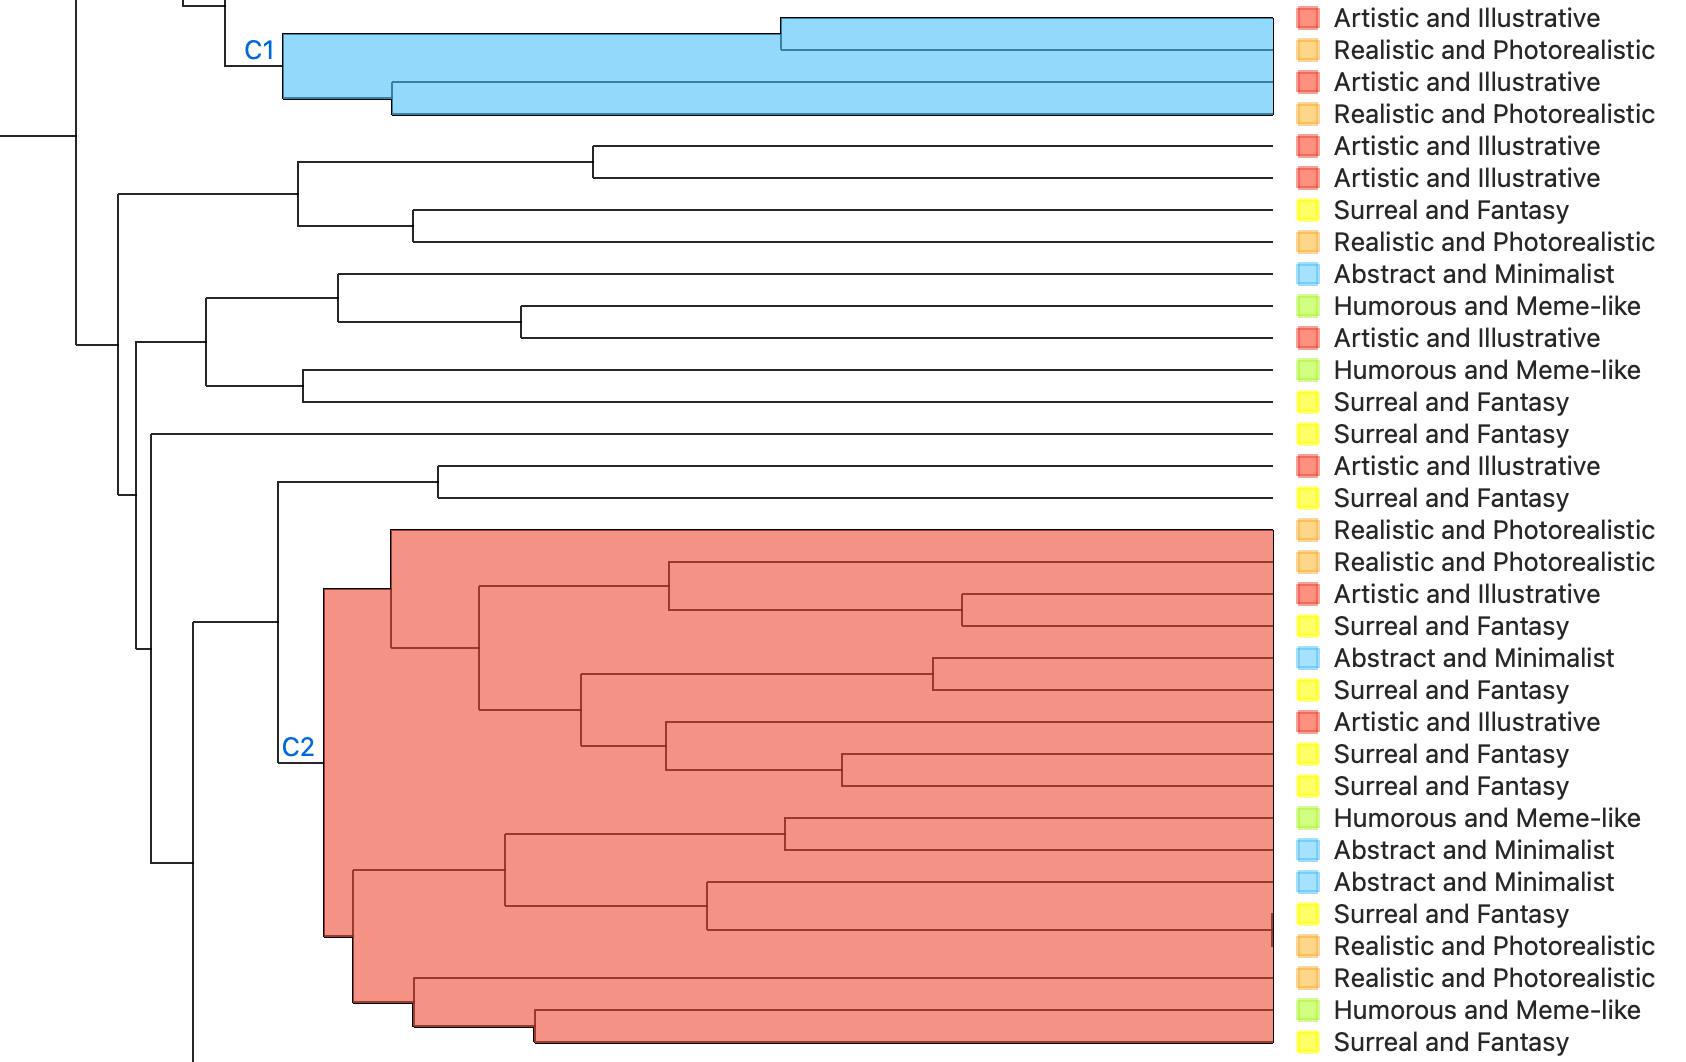 Artistic and Illustrative
C1 Realistic and Photorealistic
Artistic and Illustrative
Realistic and Photorealistic
Artistic and Illustrative
Artistic and Illustrative
Surreal and Fantasy
Realistic and Photorealistic
Abstract and Minimalist
Humorous and Meme-like
Artistic and Illustrative
Humorous and Meme-like
Surreal and Fantasy
Surreal and Fantasy
Artistic and Illustrative
Surreal and Fantasy
Realistic and Photorealistic
Realistic and Photorealistic
Artistic and Illustrative
Surreal and Fantasy
Abstract and Minimalist
Surreal and Fantasy
Artistic and Illustrative
C2 Surreal and Fantasy
Surreal and Fantasy
Humorous and Meme-like
Abstract and Minimalist
Abstract and Minimalist
Surreal and Fantasy
Realistic and Photorealistic
Realistic and Photorealistic
Humorous and Meme-like
Surreal and Fantasy